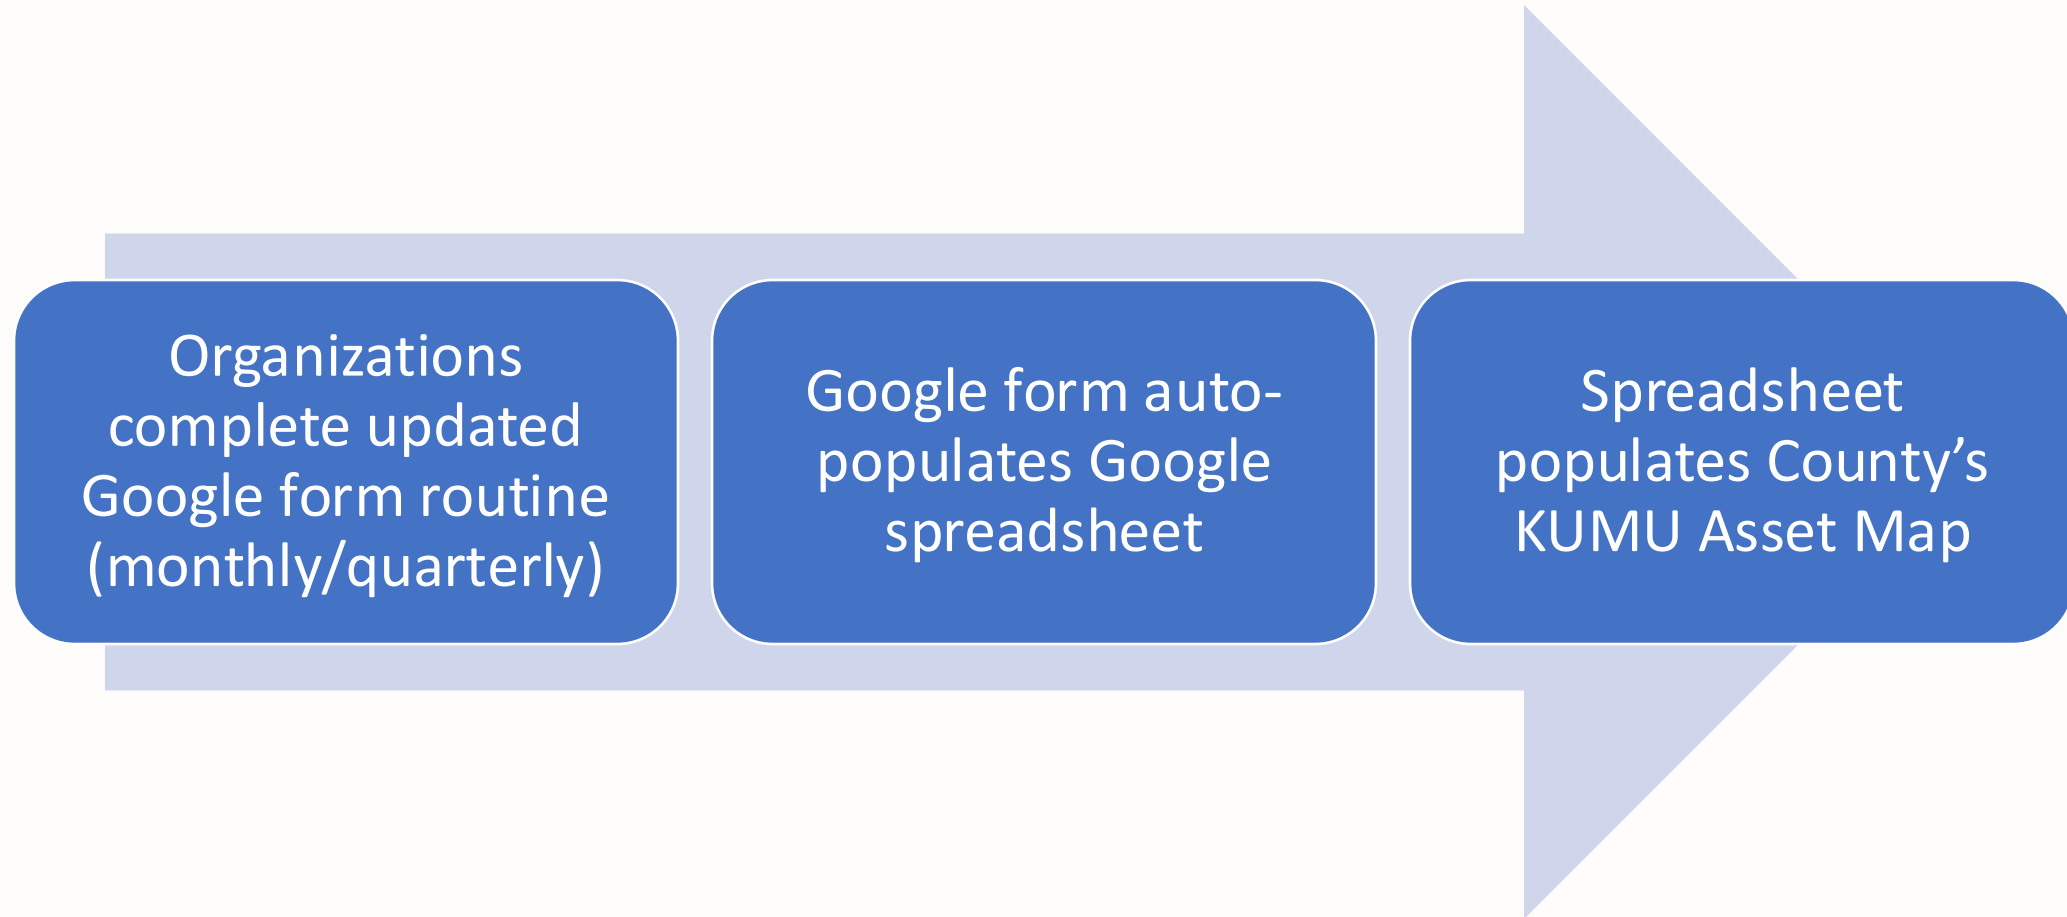 Organizations
complete updated
Google form routine
(monthly/quarterly)
Google form auto-
populates Google
spreadsheet
Spreadsheet
populates County’s
KUMU Asset Map